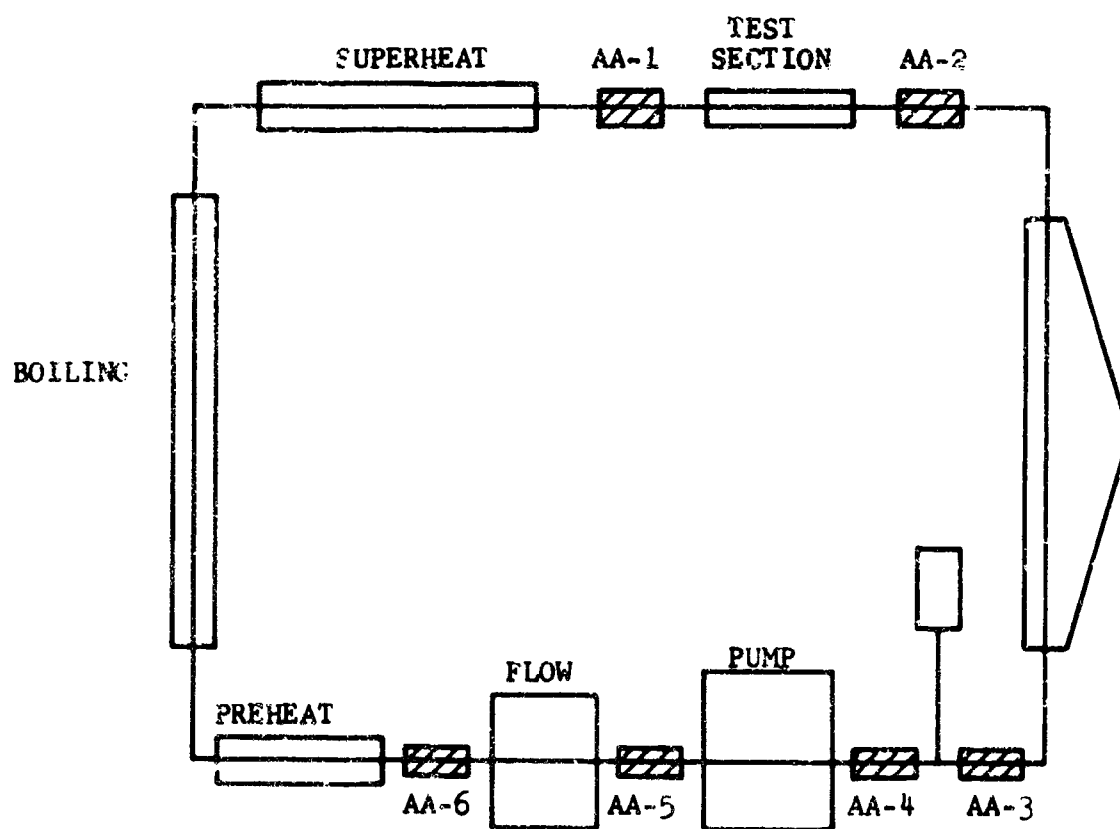 TEST
SUPERHEAT AA-1 SECTION AA-2
BOILING
FLOW PUMP
PREHEAT
AA-6 AA-5 AA-4 AA-3